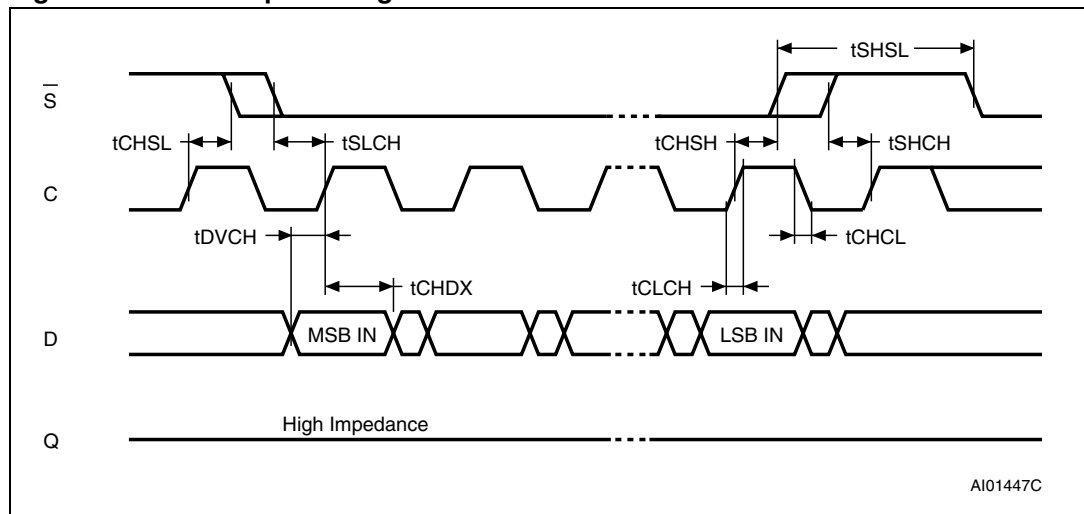 tSHSL
S
tCHSL
tSLCH
tCHSH
tSHCH
C
tDVCH
tCHCL
tCHDX
tCLCH
D
MSB IN
LSB IN
High Impedance
Q
AI01447C